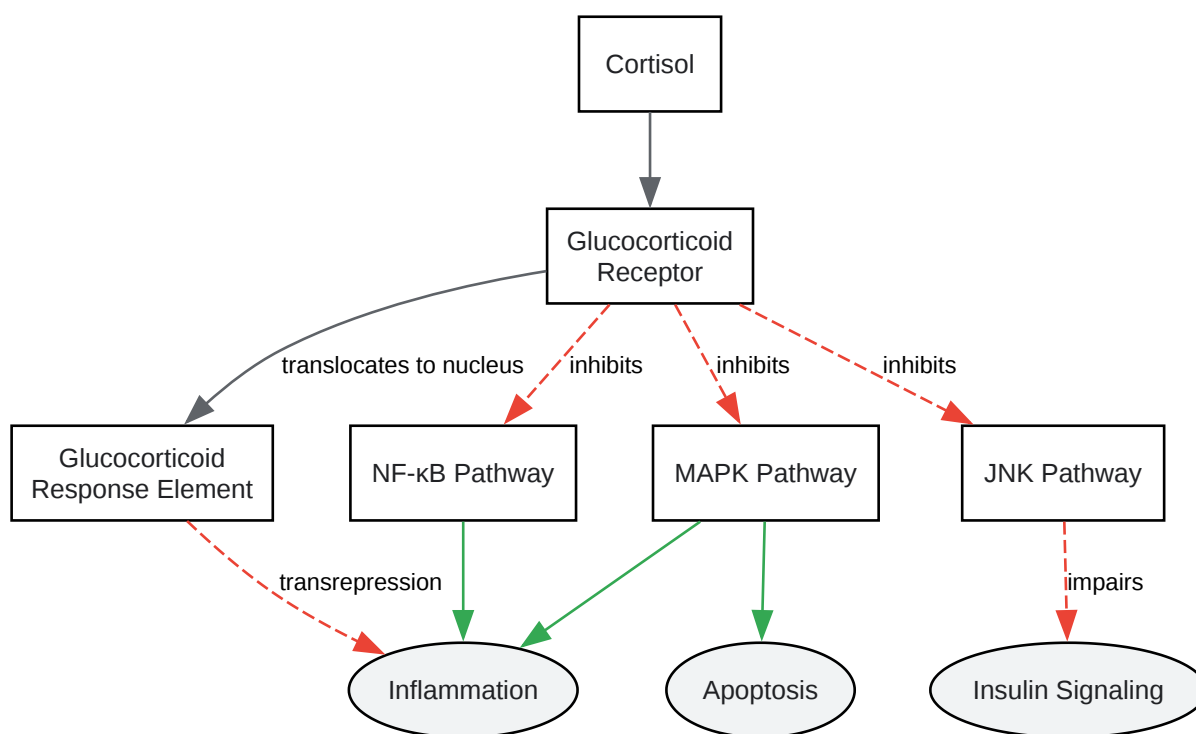 Cortisol
Glucocorticoid
Receptor
translocates to nucleus
inhibits
inhibits
inhibits
Glucocorticoid
Response Element
NF-κB Pathway
MAPK Pathway
JNK Pathway
transrepression
impairs
Inflammation
Apoptosis
Insulin Signaling